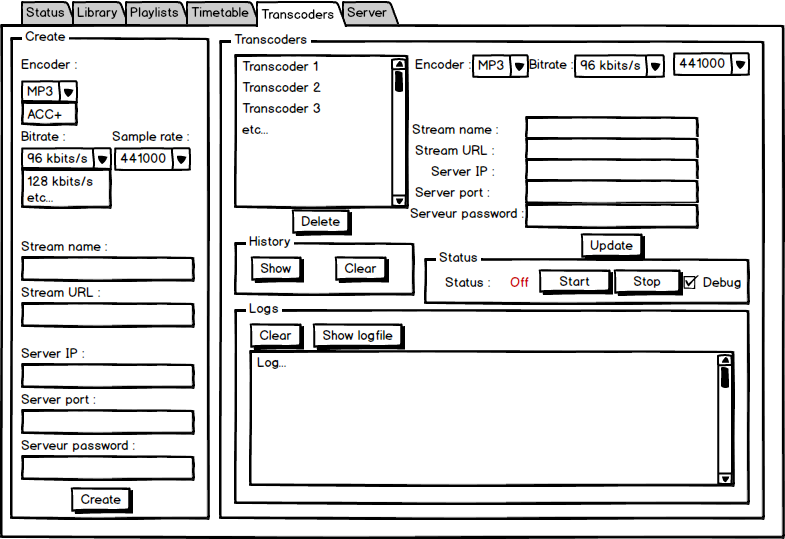 Status Library Playlists Timetable Transcoders Server
Create
Encoder :
MP3
ACC+
Bitrate : Sample rate :
96 kbits/s 441000
128 kbits/s
etc...
Stream name :
Stream URL :
Server IP :
Server port :
Serveur password :
Create
Transcoders
Transcoder 1
Transcoder 2
Transcoder 3
etc...
Delete
Encoder : MP3 Bitrate : 96 kbits/s 441000
Stream name :
Stream URL :
Server IP :
Server port :
Serveur password :
Update
History
Show Clear
Status
Status : Off Start Stop Debug
Logs
Clear Show logfile
Log...